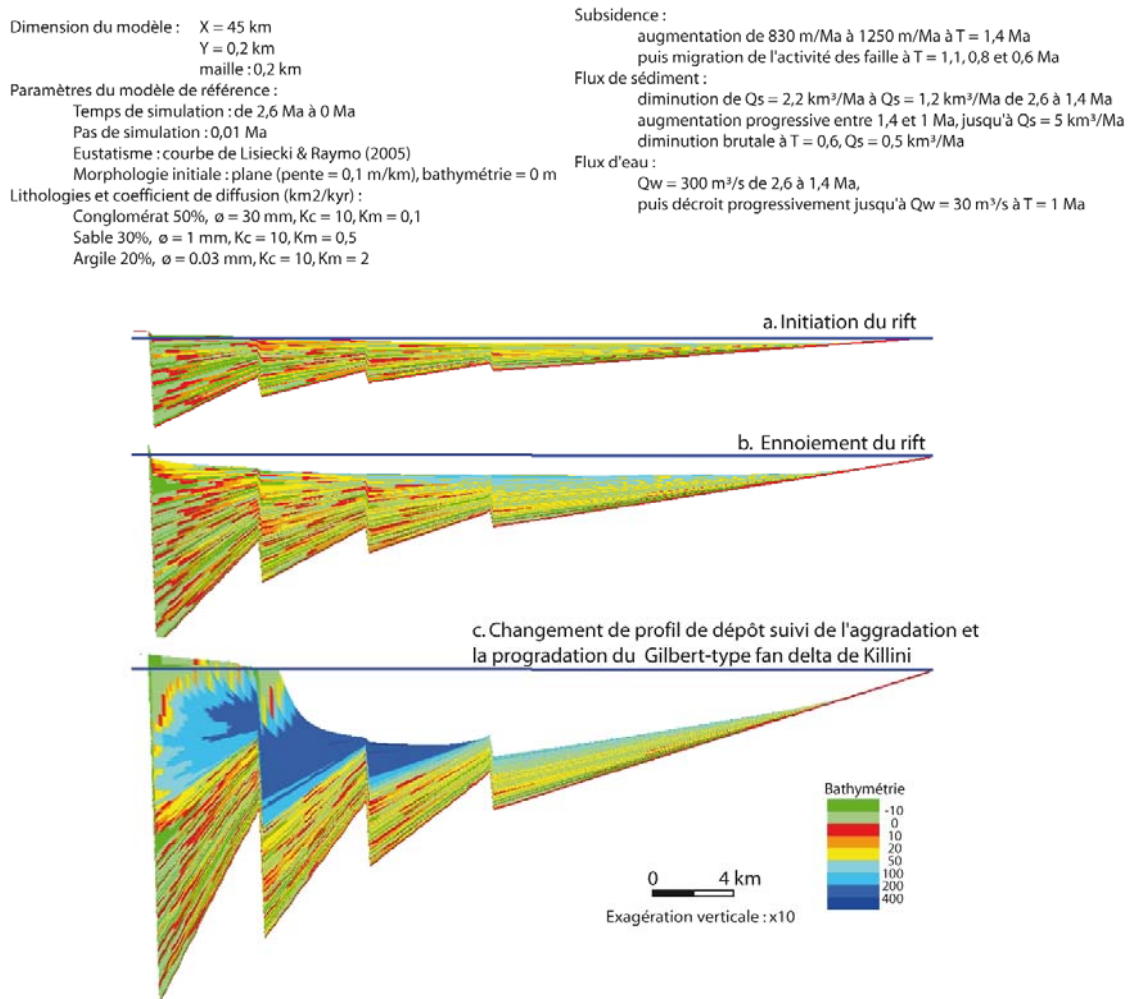 Dimension du modèle : X = 45 km
Y = 0,2 km
maille : 0,2 km
Paramètres du modèle de référence :
Temps de simulation : de 2,6 Ma à 0 Ma
Pas de simulation : 0,01 Ma
Eustatisme : courbe de Lisiecki & Raymo (2005)
Morphologie initiale : plane (pente = 0,1 m/km), bathymétrie = 0 m
Lithologies et coefficient de diffusion (km2/kyr) :
Conglomérat 50%, ø = 30 mm, Kc = 10, Km = 0,1
Sable 30%, ø = 1 mm, Kc = 10, Km = 0,5
Argile 20%, ø = 0.03 mm, Kc = 10, Km = 2
Subsidence :
augmentation de 830 m/Ma à 1250 m/Ma à T = 1,4 Ma
puis migration de l'activité des faille à T = 1,1, 0,8 et 0,6 Ma
Flux de sédiment :
diminution de Qs = 2,2 km³/Ma à Qs = 1,2 km³/Ma de 2,6 à 1,4 Ma
augmentation progressive entre 1,4 et 1 Ma, jusqu'à Qs = 5 km³/Ma
diminution brutale à T = 0,6, Qs = 0,5 km³/Ma
Flux d'eau :
Qw = 300 m³/s de 2,6 à 1,4 Ma,
puis décroit progressivement jusqu'à Qw = 30 m³/s à T = 1 Ma
a. Initiation du rift
b. Ennoiement du rift
c. Changement de profil de dépôt suivi de l'aggradation et
la progradation du Gilbert-type fan delta de Killini
Bathymétrie
-10
0
10
20
50
100
200
400
0 4 km
Exagération verticale : x10